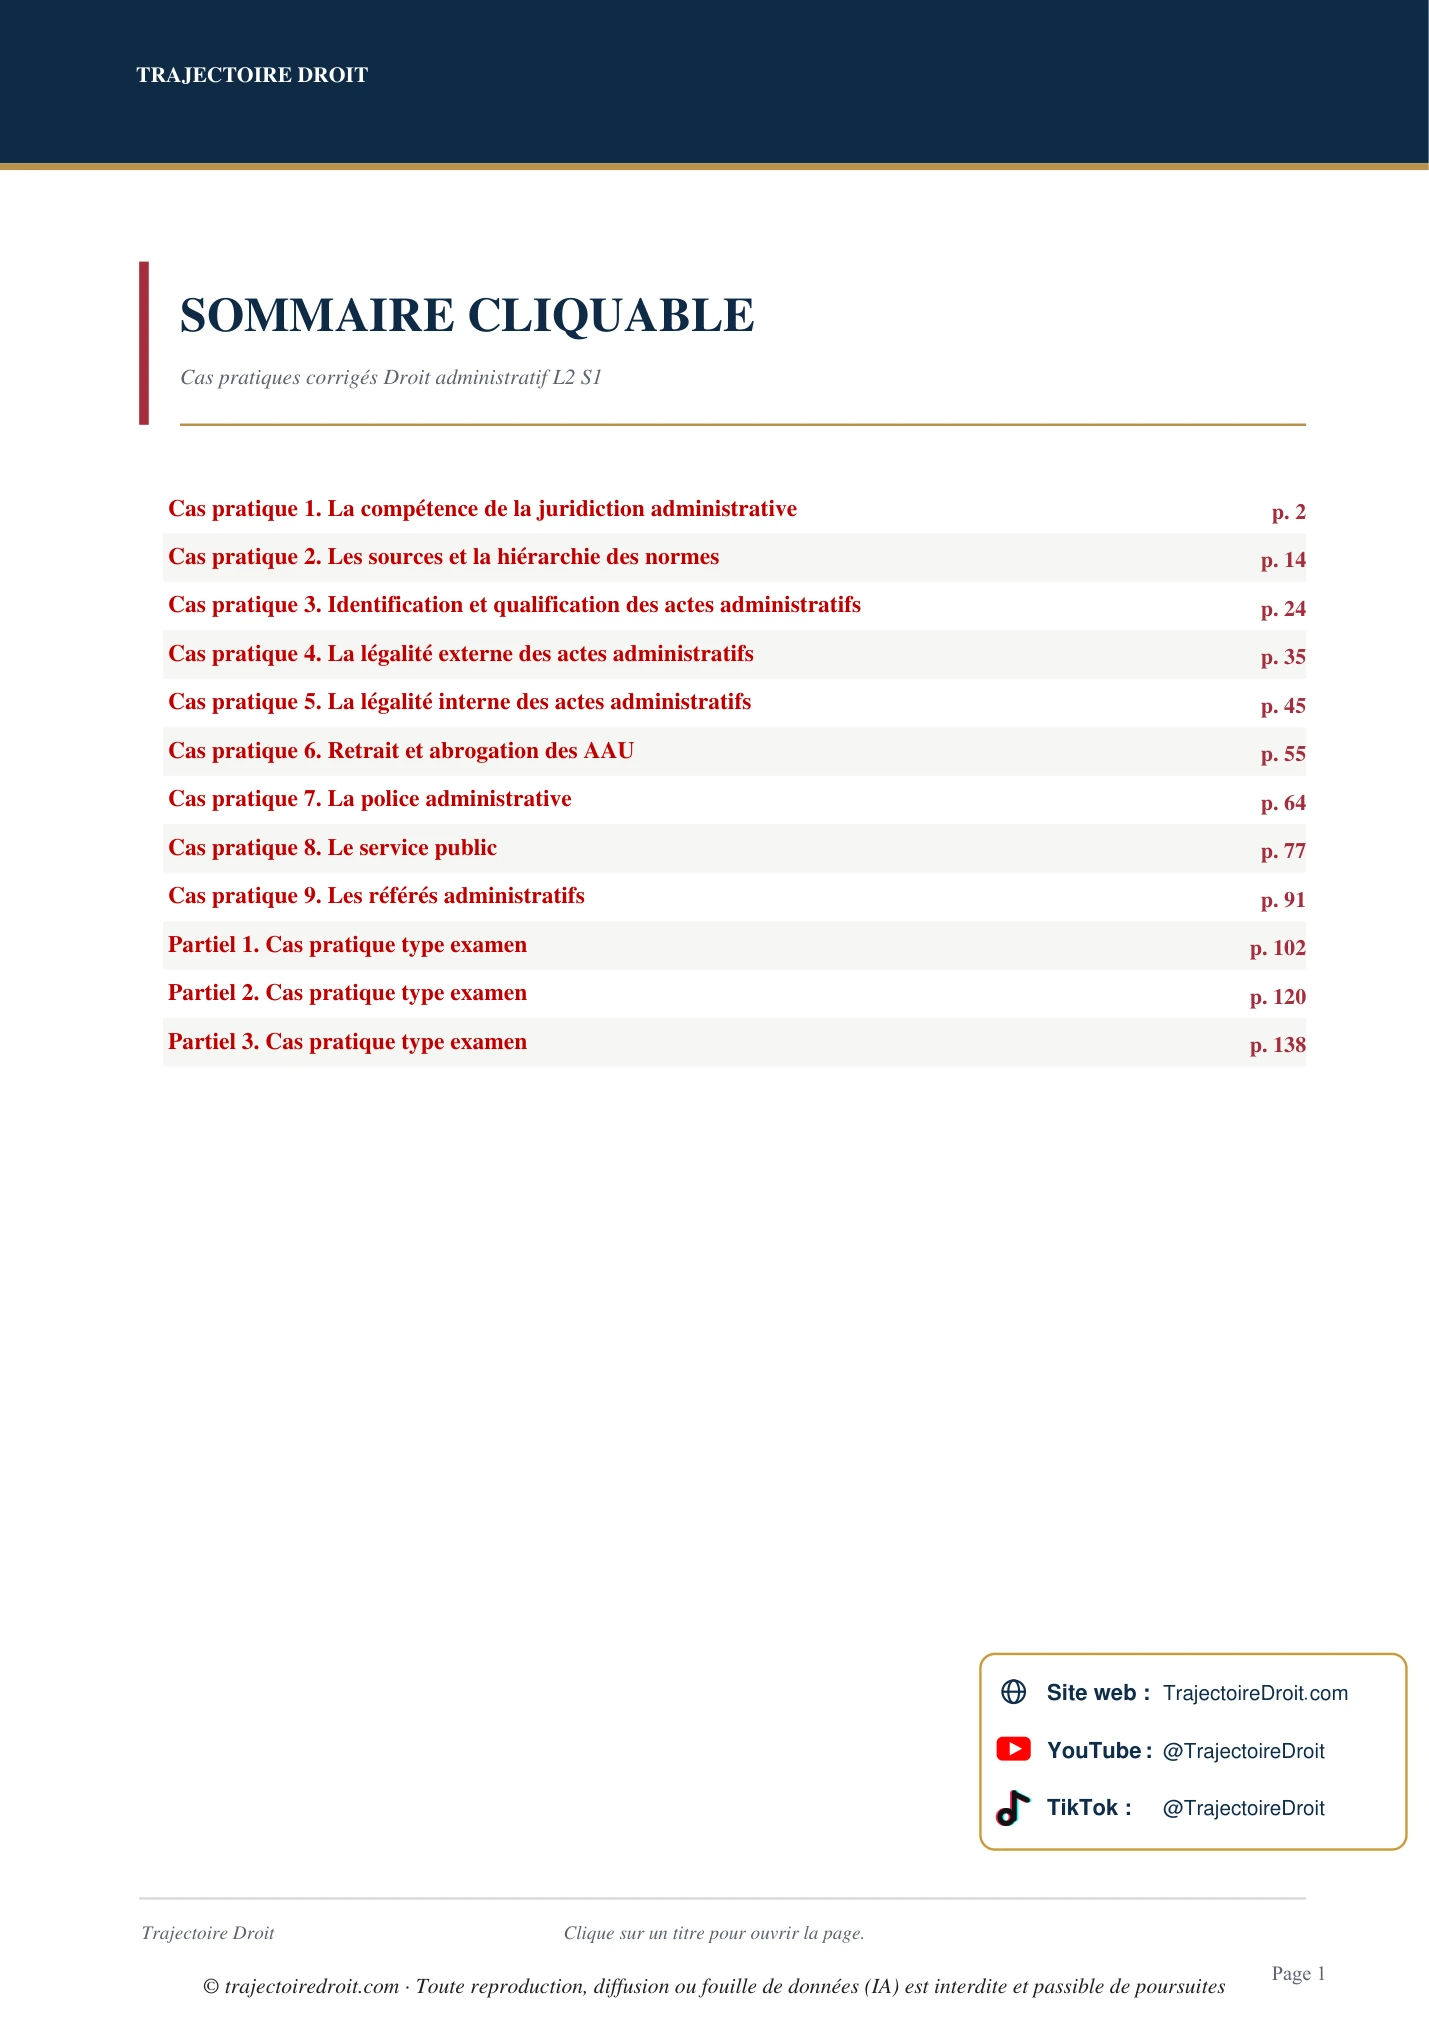 TRAJECTOIRE DROIT
SOMMAIRE CLIQUABLE
Cas pratiques corrigés Droit administratif L2 S1
Cas pratique 1. La compétence de la juridiction administrative p. 2
Cas pratique 2. Les sources et la hiérarchie des normes p. 14
Cas pratique 3. Identification et qualification des actes administratifs p. 24
Cas pratique 4. La légalité externe des actes administratifs p. 35
Cas pratique 5. La légalité interne des actes administratifs p. 45
Cas pratique 6. Retrait et abrogation des AAU p. 55
Cas pratique 7. La police administrative p. 64
Cas pratique 8. Le service public p. 77
Cas pratique 9. Les référés administratifs p. 91
Partiel 1. Cas pratique type examen p. 102
Partiel 2. Cas pratique type examen p. 120
Partiel 3. Cas pratique type examen p. 138
Site web : TrajectoireDroit.com
YouTube : @TrajectoireDroit
TikTok : @TrajectoireDroit
Trajectoire Droit Clique sur un titre pour ouvrir la page.
Page 1
© trajectoiredroit.com · Toute reproduction, diffusion ou fouille de données (IA) est interdite et passible de poursuites